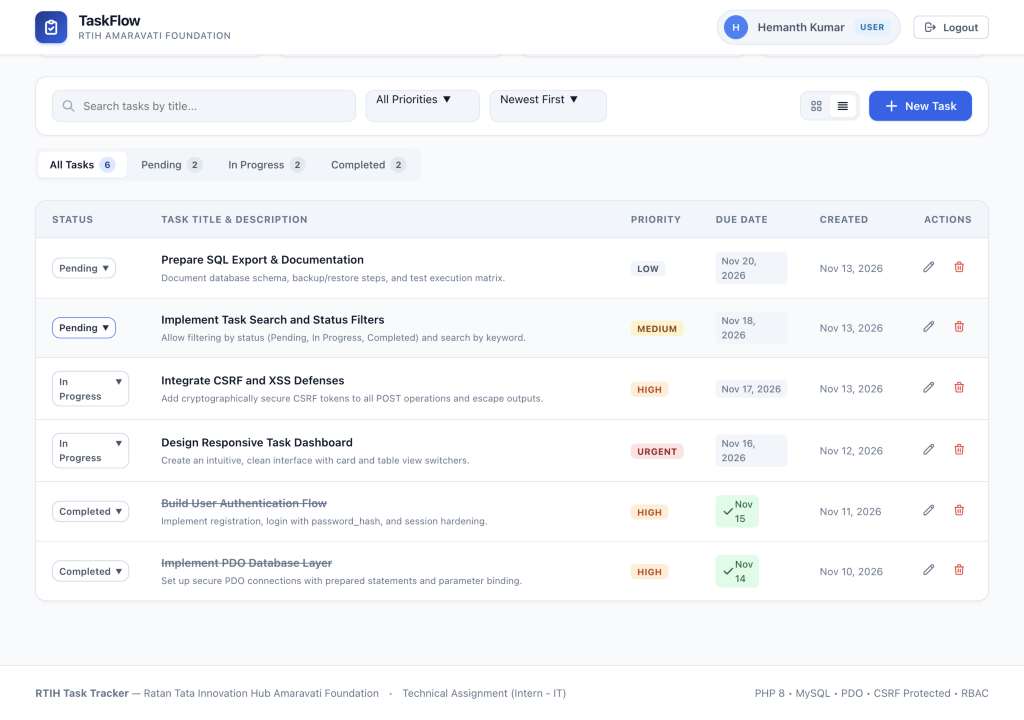 TaskFlow
RTIH AMARAVATI FOUNDATION
H Hemanth Kumar USER
Logout
Search tasks by title...
All Priorities ▼
Newest First ▼
New Task
All Tasks 6
Pending 2
In Progress 2
Completed 2
STATUS TASK TITLE & DESCRIPTION PRIORITY DUE DATE CREATED ACTIONS
Pending ▼
Prepare SQL Export & Documentation
Document database schema, backup/restore steps, and test execution matrix.
LOW
Nov 20,
2026
Nov 13, 2026
Pending ▼
Implement Task Search and Status Filters
Allow filtering by status (Pending, In Progress, Completed) and search by keyword.
MEDIUM
Nov 18,
2026
Nov 13, 2026
In ▼
Progress
Integrate CSRF and XSS Defenses
Add cryptographically secure CSRF tokens to all POST operations and escape outputs.
HIGH
Nov 17, 2026
Nov 13, 2026
In ▼
Progress
Design Responsive Task Dashboard
Create an intuitive, clean interface with card and table view switchers.
URGENT
Nov 16,
2026
Nov 12, 2026
Completed ▼
Build User Authentication Flow
Implement registration, login with password_hash, and session hardening.
HIGH
✓ Nov
15
Nov 11, 2026
Completed ▼
Implement PDO Database Layer
Set up secure PDO connections with prepared statements and parameter binding.
HIGH
✓ Nov
14
Nov 10, 2026
RTIH Task Tracker — Ratan Tata Innovation Hub Amaravati Foundation • Technical Assignment (Intern - IT)
PHP 8 • MySQL • PDO • CSRF Protected • RBAC